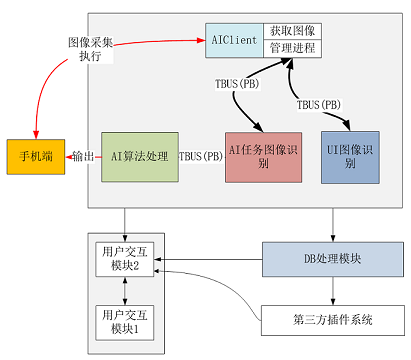 图像采集
执行
AIClient
获取图像
管理进程
TBUS(PB)
TBUS(PB)
手机端
输出
AI算法处理
TBUS(PB)
AI任务图像识
别
UI图像识
别
用户交互
模块2
DB处理模块
用户交互
模块1
第三方插件系统